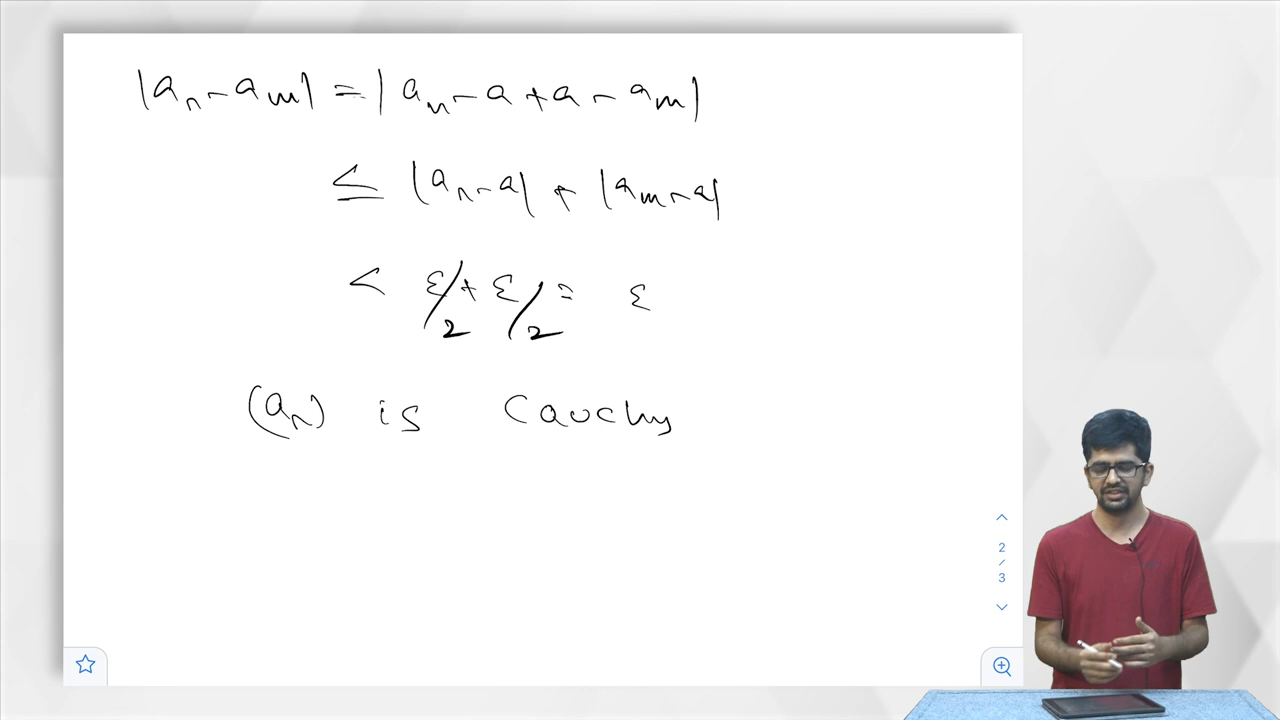 |aₙ - aₘ| = |aₙ - a + a - aₘ|
≤ |aₙ - a| + |aₘ - a|
< ε/2 + ε/2 = ε
(aₙ) is Cauchy
2
/
3